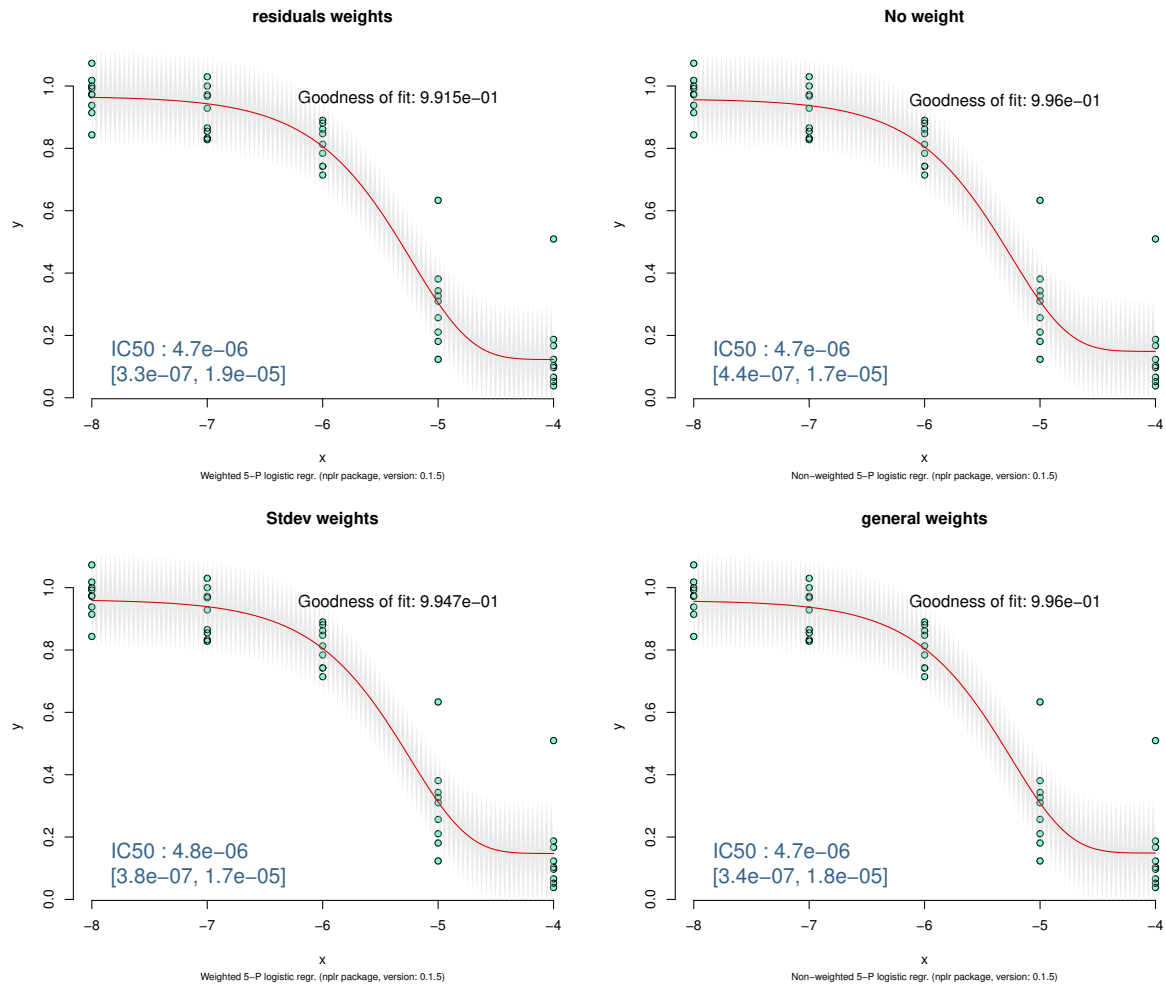 residuals weights
Goodness of fit: 9.915e−01
IC50 : 4.7e−06
[3.3e−07, 1.9e−05]
y
0.0 0.2 0.4 0.6 0.8 1.0
−8 −7 −6 −5 −4
x
Weighted 5−P logistic regr. (nplr package, version: 0.1.5)
No weight
Goodness of fit: 9.96e−01
IC50 : 4.7e−06
[4.4e−07, 1.7e−05]
y
0.0 0.2 0.4 0.6 0.8 1.0
−8 −7 −6 −5 −4
x
Non−weighted 5−P logistic regr. (nplr package, version: 0.1.5)
Stdev weights
Goodness of fit: 9.947e−01
IC50 : 4.8e−06
[3.8e−07, 1.7e−05]
y
0.0 0.2 0.4 0.6 0.8 1.0
−8 −7 −6 −5 −4
x
Weighted 5−P logistic regr. (nplr package, version: 0.1.5)
general weights
Goodness of fit: 9.96e−01
IC50 : 4.7e−06
[3.4e−07, 1.8e−05]
y
0.0 0.2 0.4 0.6 0.8 1.0
−8 −7 −6 −5 −4
x
Non−weighted 5−P logistic regr. (nplr package, version: 0.1.5)